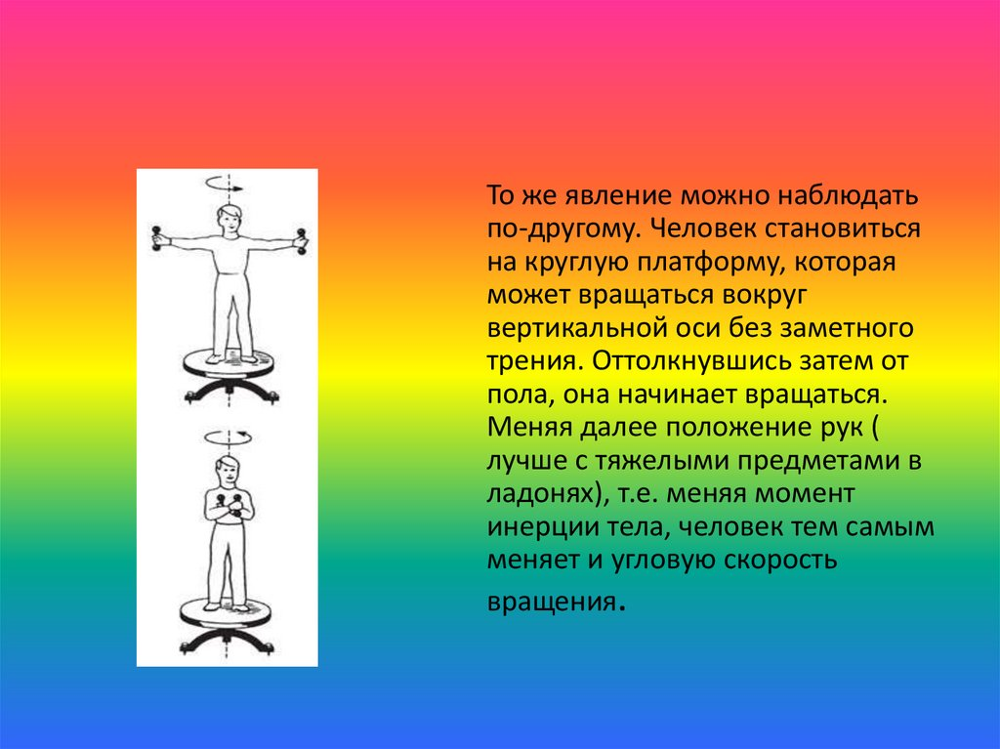 То же явление можно наблюдать
по-другому. Человек становиться
на круглую платформу, которая
может вращаться вокруг
вертикальной оси без заметного
трения. Оттолкнувшись затем от
пола, она начинает вращаться.
Меняя далее положение рук (
лучше с тяжелыми предметами в
ладонях), т.е. меняя момент
инерции тела, человек тем самым
меняет и угловую скорость
вращения.